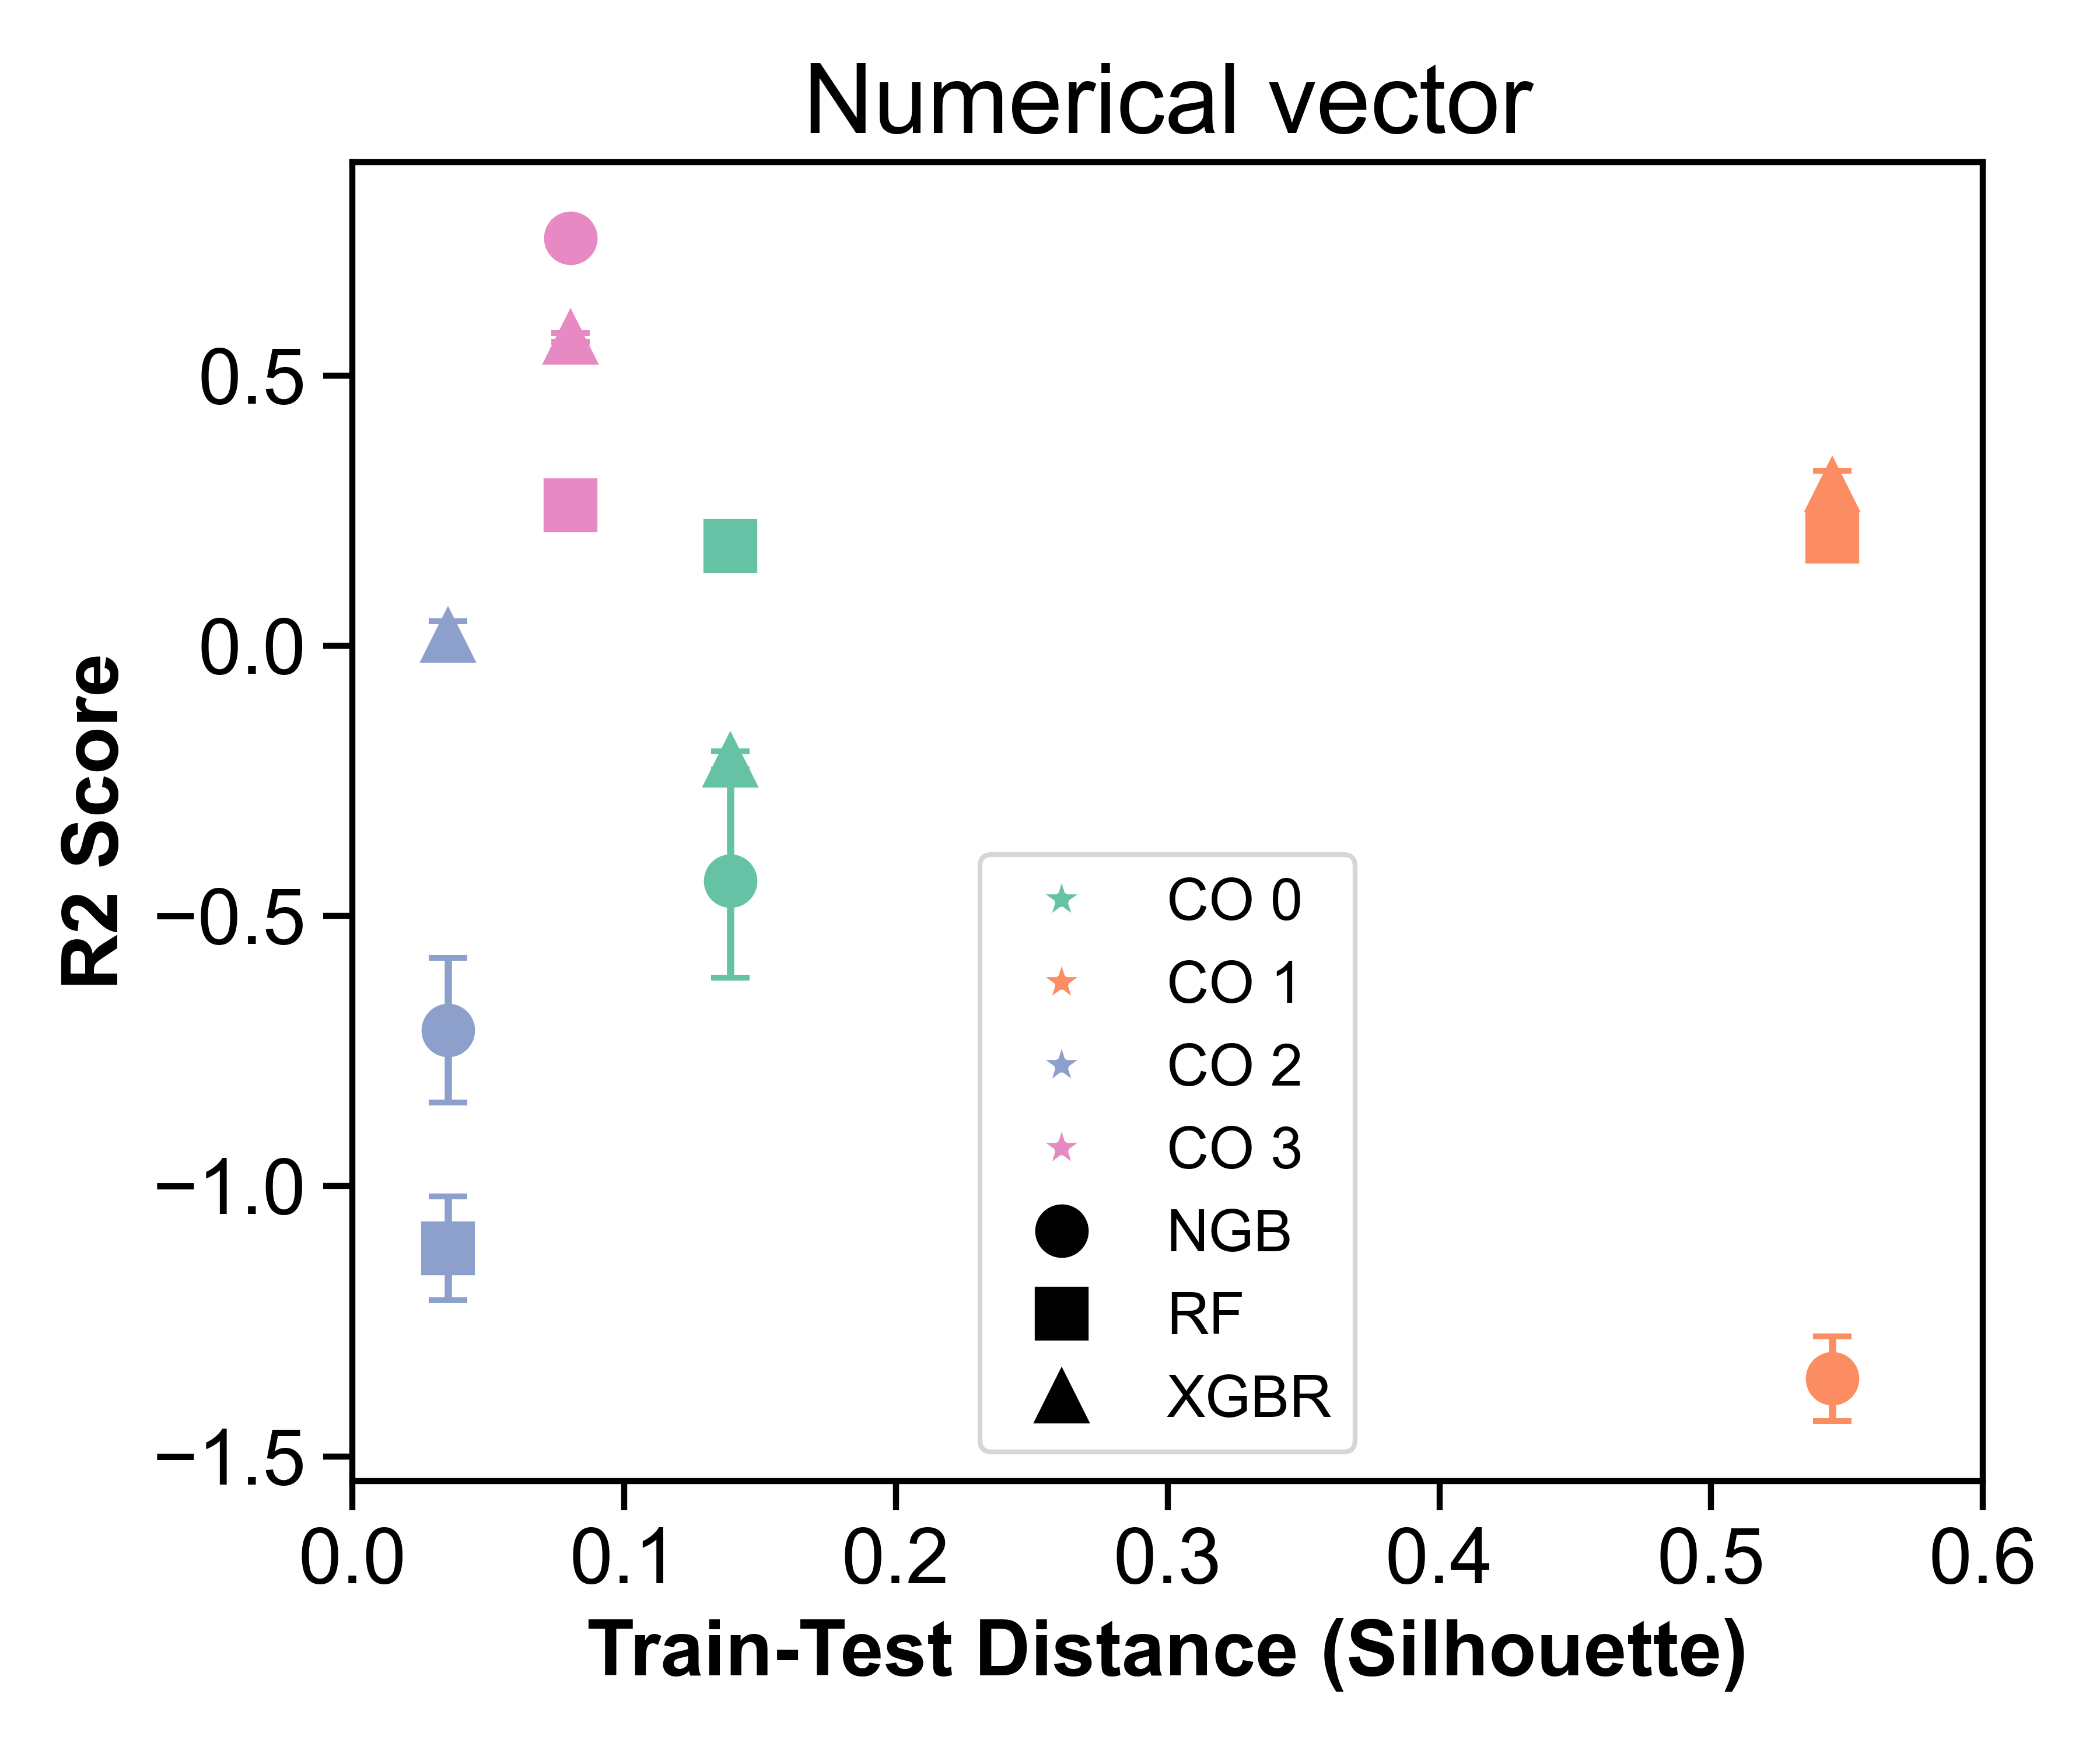 Numerical vector
R2 Score
0.5
0.0
−0.5
−1.0
−1.5
CO 0
CO 1
CO 2
CO 3
NGB
RF
XGBR
0.0 0.1 0.2 0.3 0.4 0.5 0.6
Train-Test Distance (Silhouette)